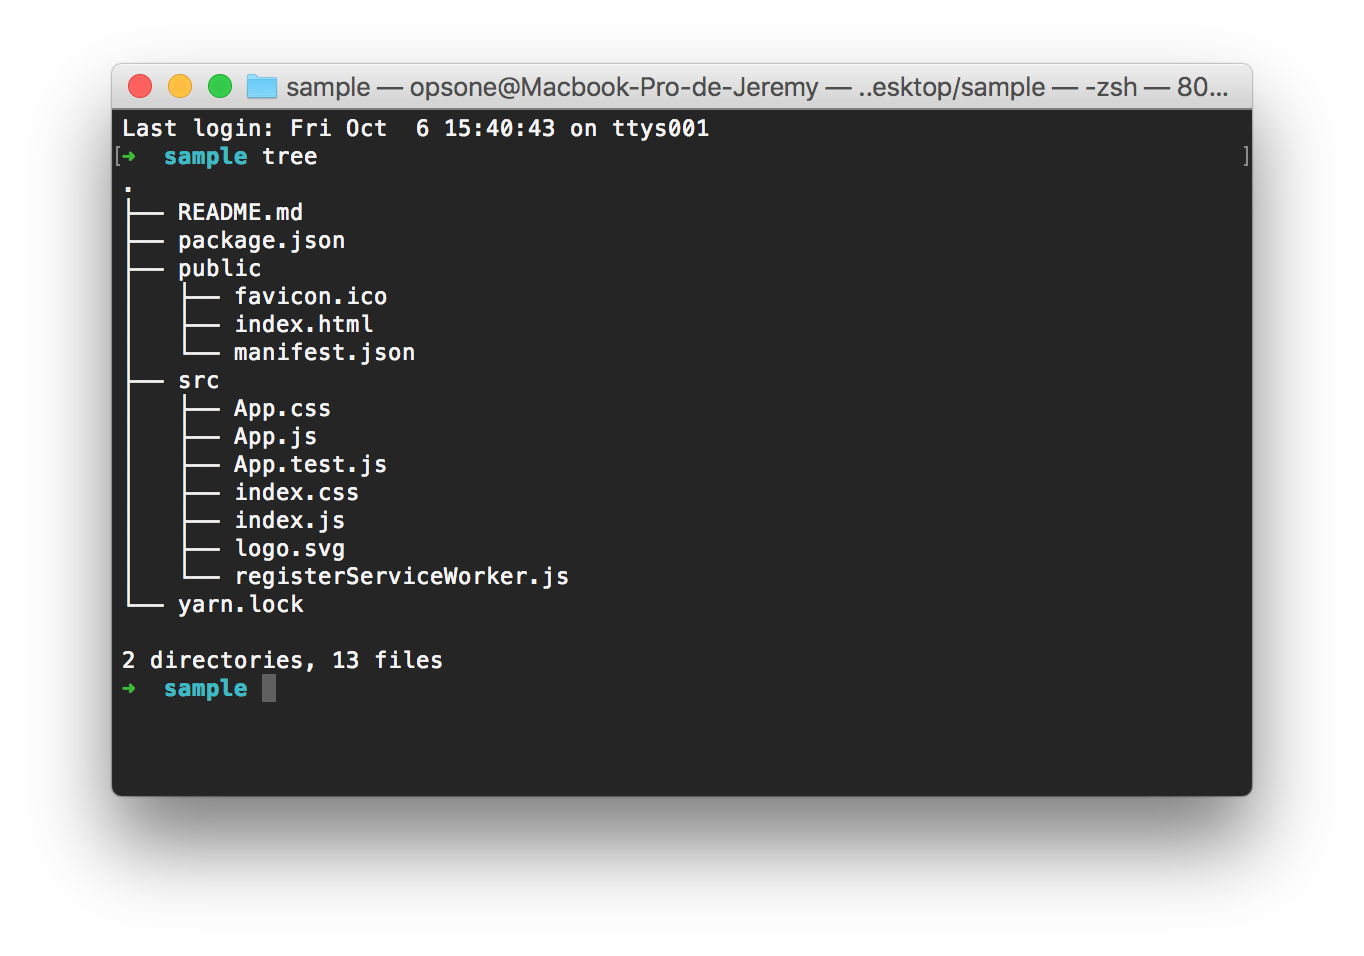 sample — opsone@Macbook-Pro-de-Jeremy — ..esktop/sample — -zsh — 80...
Last login: Fri Oct  6 15:40:43 on ttys001
[➜  sample tree ]
.
├── README.md
├── package.json
├── public
│   ├── favicon.ico
│   ├── index.html
│   └── manifest.json
├── src
│   ├── App.css
│   ├── App.js
│   ├── App.test.js
│   ├── index.css
│   ├── index.js
│   ├── logo.svg
│   └── registerServiceWorker.js
└── yarn.lock
2 directories, 13 files
➜  sample